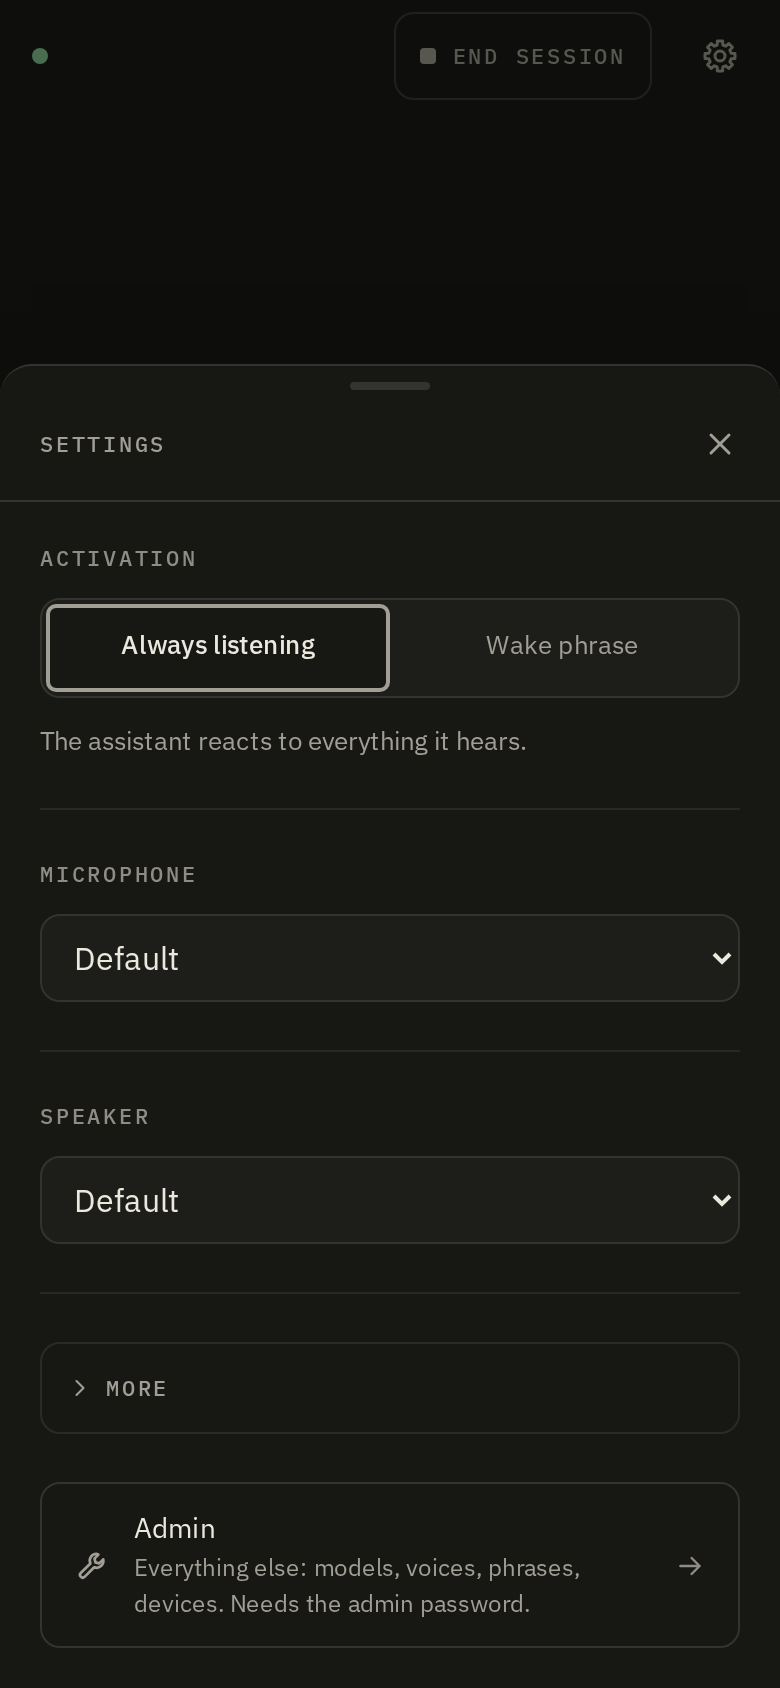 END SESSION
SETTINGS
ACTIVATION
Always listening
Wake phrase
The assistant reacts to everything it hears.
MICROPHONE
Default
SPEAKER
Default
MORE
Admin
Everything else: models, voices, phrases,
devices. Needs the admin password.